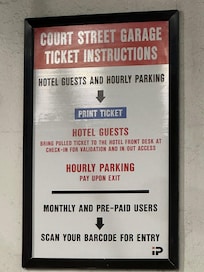 COURT STREET GARAGE
TICKET INSTRUCTIONS
HOTEL GUESTS AND HOURLY PARKING
PRINT TICKET
HOTEL GUESTS
BRING PULLED TICKET TO THE HOTEL FRONT DESK AT
CHECK-IN FOR VALIDATION AND IN OUT ACCESS
HOURLY PARKING
PAY UPON EXIT
MONTHLY AND PRE-PAID USERS
SCAN YOUR BARCODE FOR ENTRY
iP